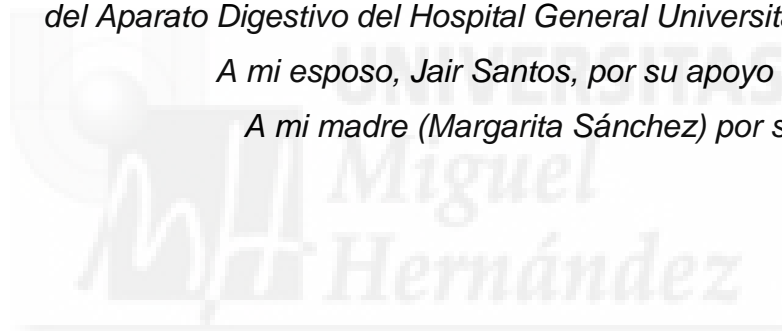 del Aparato Digestivo del Hospital General
A mi esposo, Jair Santos, por su apoyo
A mi madre (Margarita Sánchez) por
UNIVERSITAS
Miguel
Hernández